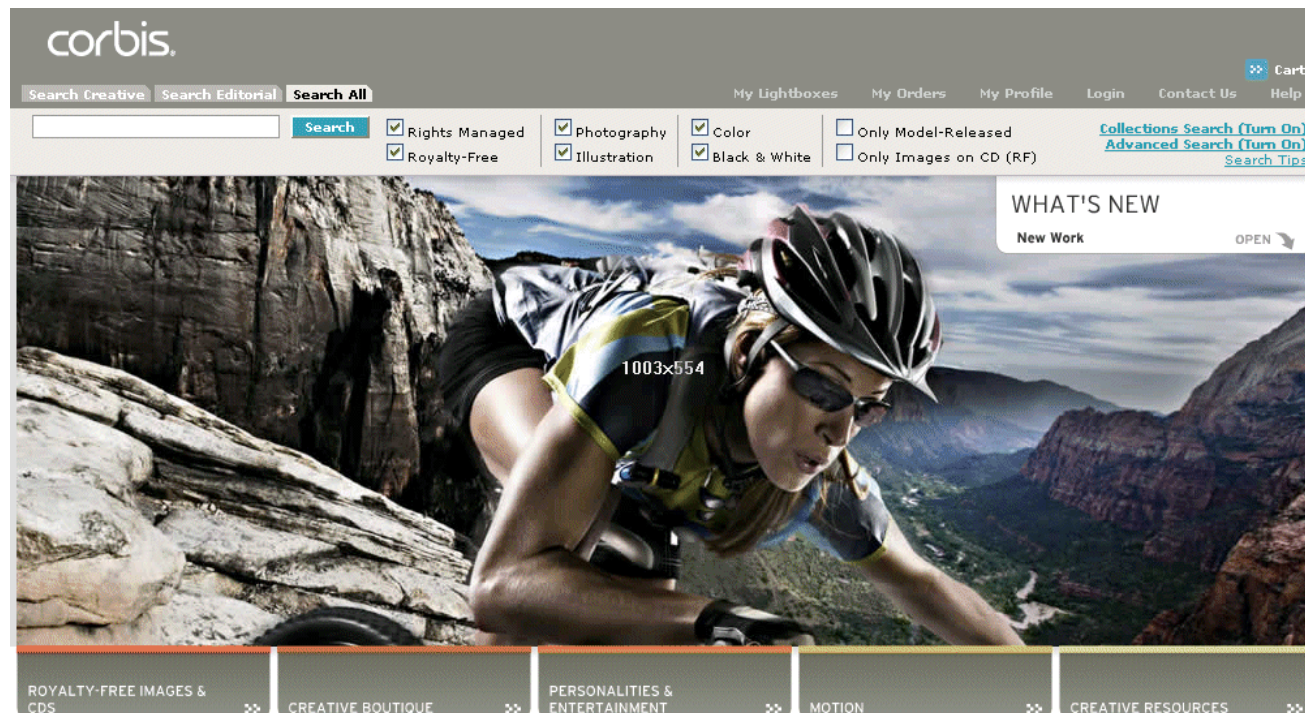 corbis.
Cart
Search Creative Search Editorial Search All
My Lightboxes My Orders My Profile Login Contact Us Help
Search
Rights Managed Photography Color Only Model-Released
Royalty-Free Illustration Black & White Only Images on CD (RF)
Collections Search (Turn On)
Advanced Search (Turn On)
Search Tips
WHAT'S NEW
New Work OPEN
1003x554
ROYALTY-FREE IMAGES &
CDS
CREATIVE BOUTIQUE
PERSONALITIES &
ENTERTAINMENT
MOTION
CREATIVE RESOURCES